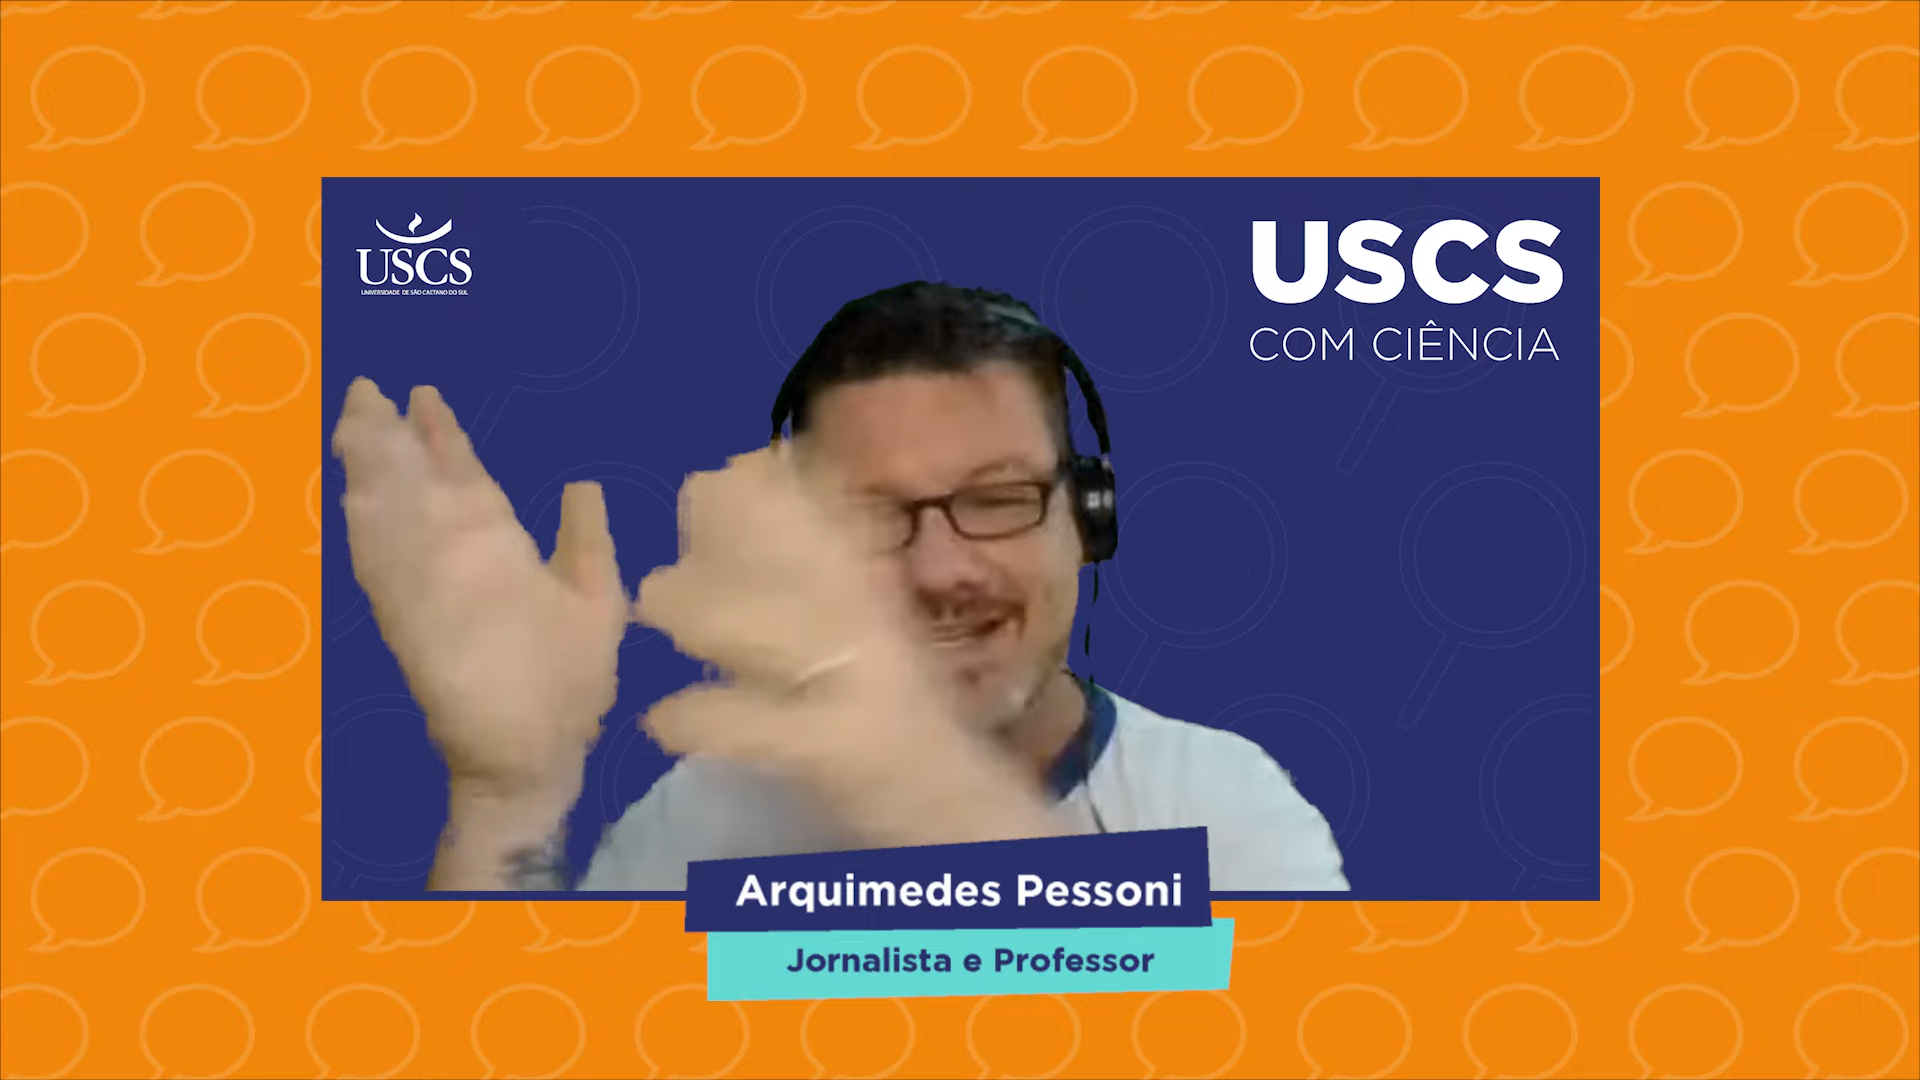 USCS
UNIVERSIDADE DE SÃO CAETANO DO SUL
USCS
COM CIÊNCIA
Arquimedes Pessoni
Jornalista e Professor